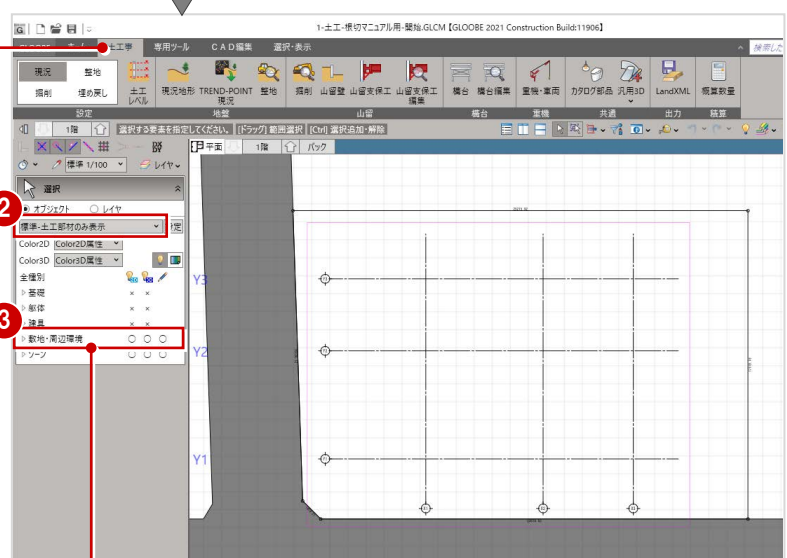 1-土工-根切マニュアル用-開始.GLCM【GLOOBE 2021 Construction Build:11906】
土工事 専用ツール CAD編集 選択・表示 検索した
現況 整地
掘削 埋め戻し
土工レベル
現況地形 TREND-POINT 現況 整地 掘削 山留壁 山留支保工 山留支保工編集 構台 構台編集 重機・車両 カタログ部品 汎用3D LandXML 概算数量
設定 地盤 山留 構台 重機 共通 出力 積算
1階 選択する要素を指定してください。 [[ドラッグ] 範囲選択 | [Ctrl] 選択追加・解除]
平面 1階 バック
標準 1/100 レイヤ
選択
オブジェクト レイヤ
2
標準-土工部材のみ表示
Color2D Color2D属性
Color3D Color3D属性
全種別
基礎 × ×
躯体 × ×
3
建具 × ×
敷地・周辺環境 ○ ○ ○
ゾーン
Y3
Y2
Y1